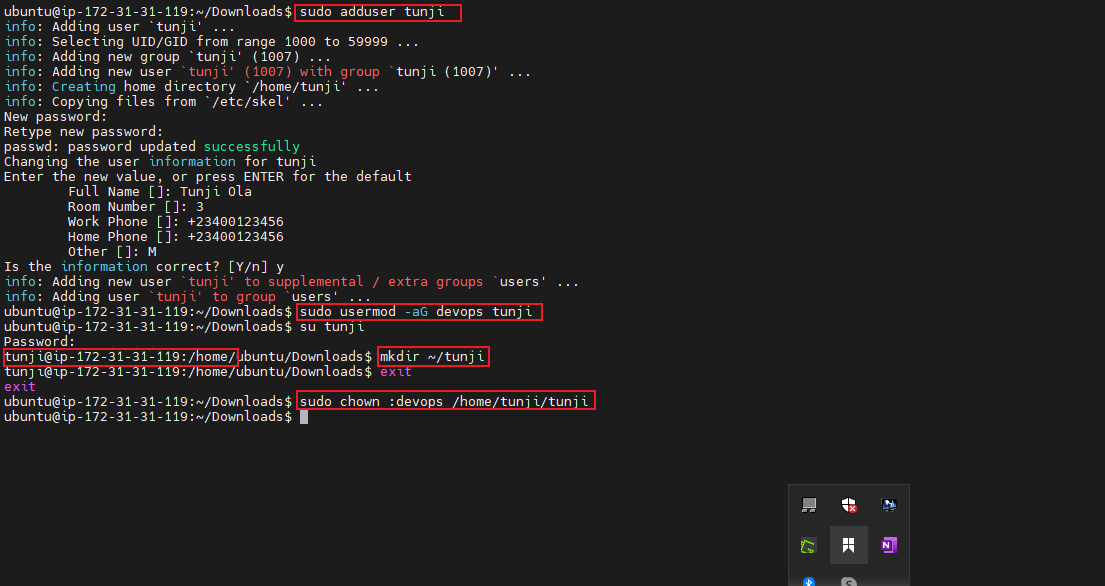 ubuntu@ip-172-31-31-119:~/Downloads$ sudo adduser tunji
info: Adding user `tunji' ...
info: Selecting UID/GID from range 1000 to 59999 ...
info: Adding new group `tunji' (1007) ...
info: Adding new user `tunji' (1007) with group `tunji (1007)' ...
info: Creating home directory `/home/tunji' ...
info: Copying files from `/etc/skel' ...
New password:
Retype new password:
passwd: password updated successfully
Changing the user information for tunji
Enter the new value, or press ENTER for the default
Full Name []: Tunji Ola
Room Number []: 3
Work Phone []: +23400123456
Home Phone []: +23400123456
Other []: M
Is the information correct? [Y/n] y
info: Adding new user `tunji' to supplemental / extra groups `users' ...
info: Adding user `tunji' to group `users' ...
ubuntu@ip-172-31-31-119:~/Downloads$ sudo usermod -aG devops tunji
ubuntu@ip-172-31-31-119:~/Downloads$ su tunji
Password:
tunji@ip-172-31-31-119:/home/ubuntu/Downloads$ mkdir ~/tunji
tunji@ip-172-31-31-119:/home/ubuntu/Downloads$ exit
exit
ubuntu@ip-172-31-31-119:~/Downloads$ sudo chown :devops /home/tunji/tunji
ubuntu@ip-172-31-31-119:~/Downloads$
N
S